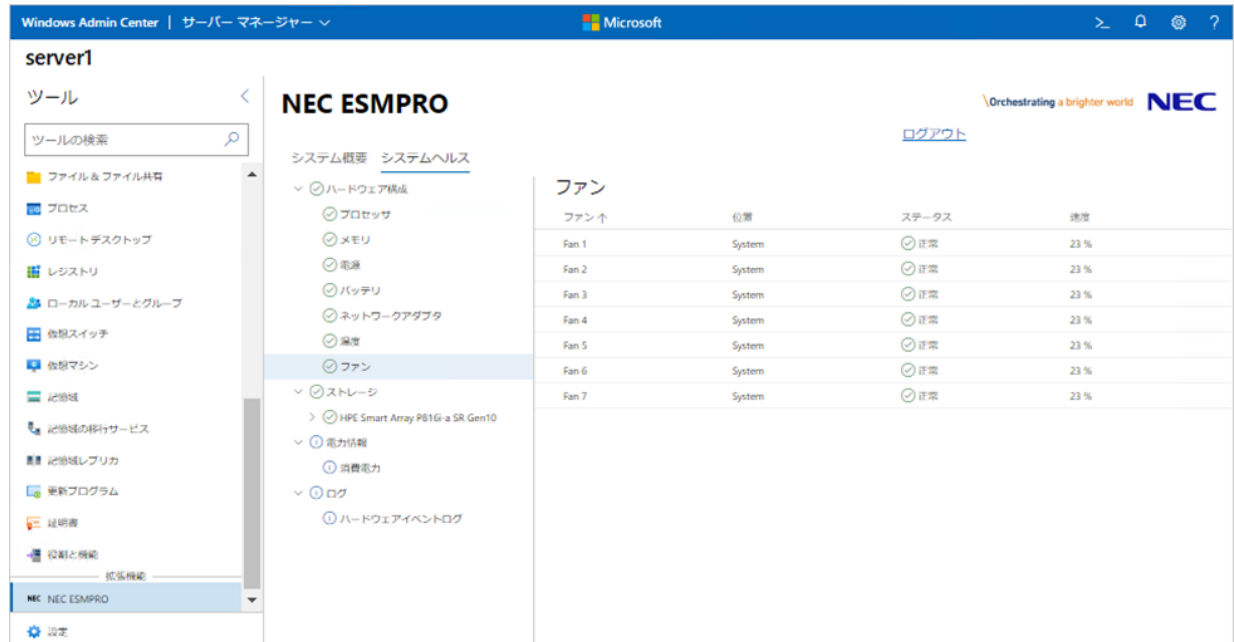 Windows Admin Center | サーバー マネージャー
Microsoft
server1
ツール
ツールの検索
ファイル & ファイル共有
プロセス
リモート デスクトップ
レジストリ
ローカル ユーザーとグループ
仮想スイッチ
仮想マシン
記憶域
記憶域の移行サービス
記憶域レプリカ
更新プログラム
証明書
役割と機能
拡張機能
NEC NEC ESMPRO
設定
NEC ESMPRO
\Orchestrating a brighter world NEC
ログアウト
システム概要 システムヘルス
ハードウェア構成
プロセッサ
メモリ
電源
バッテリ
ネットワークアダプタ
温度
ファン
ストレージ
HPE Smart Array P816i-a SR Gen10
電力情報
消費電力
ログ
ハードウェアイベントログ
ファン
ファン↑ 位置 ステータス 速度
Fan 1 System 正常 23 %
Fan 2 System 正常 23 %
Fan 3 System 正常 23 %
Fan 4 System 正常 23 %
Fan 5 System 正常 23 %
Fan 6 System 正常 23 %
Fan 7 System 正常 23 %